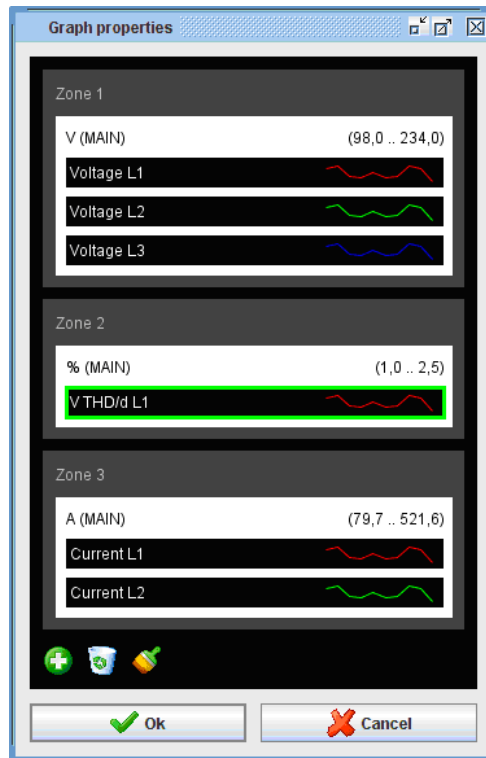 Graph properties
Zone 1
V (MAIN) (98,0 .. 234,0)
Voltage L1
Voltage L2
Voltage L3
Zone 2
% (MAIN) (1,0 .. 2,5)
V THD/d L1
Zone 3
A (MAIN) (79,7 .. 521,6)
Current L1
Current L2
Ok Cancel